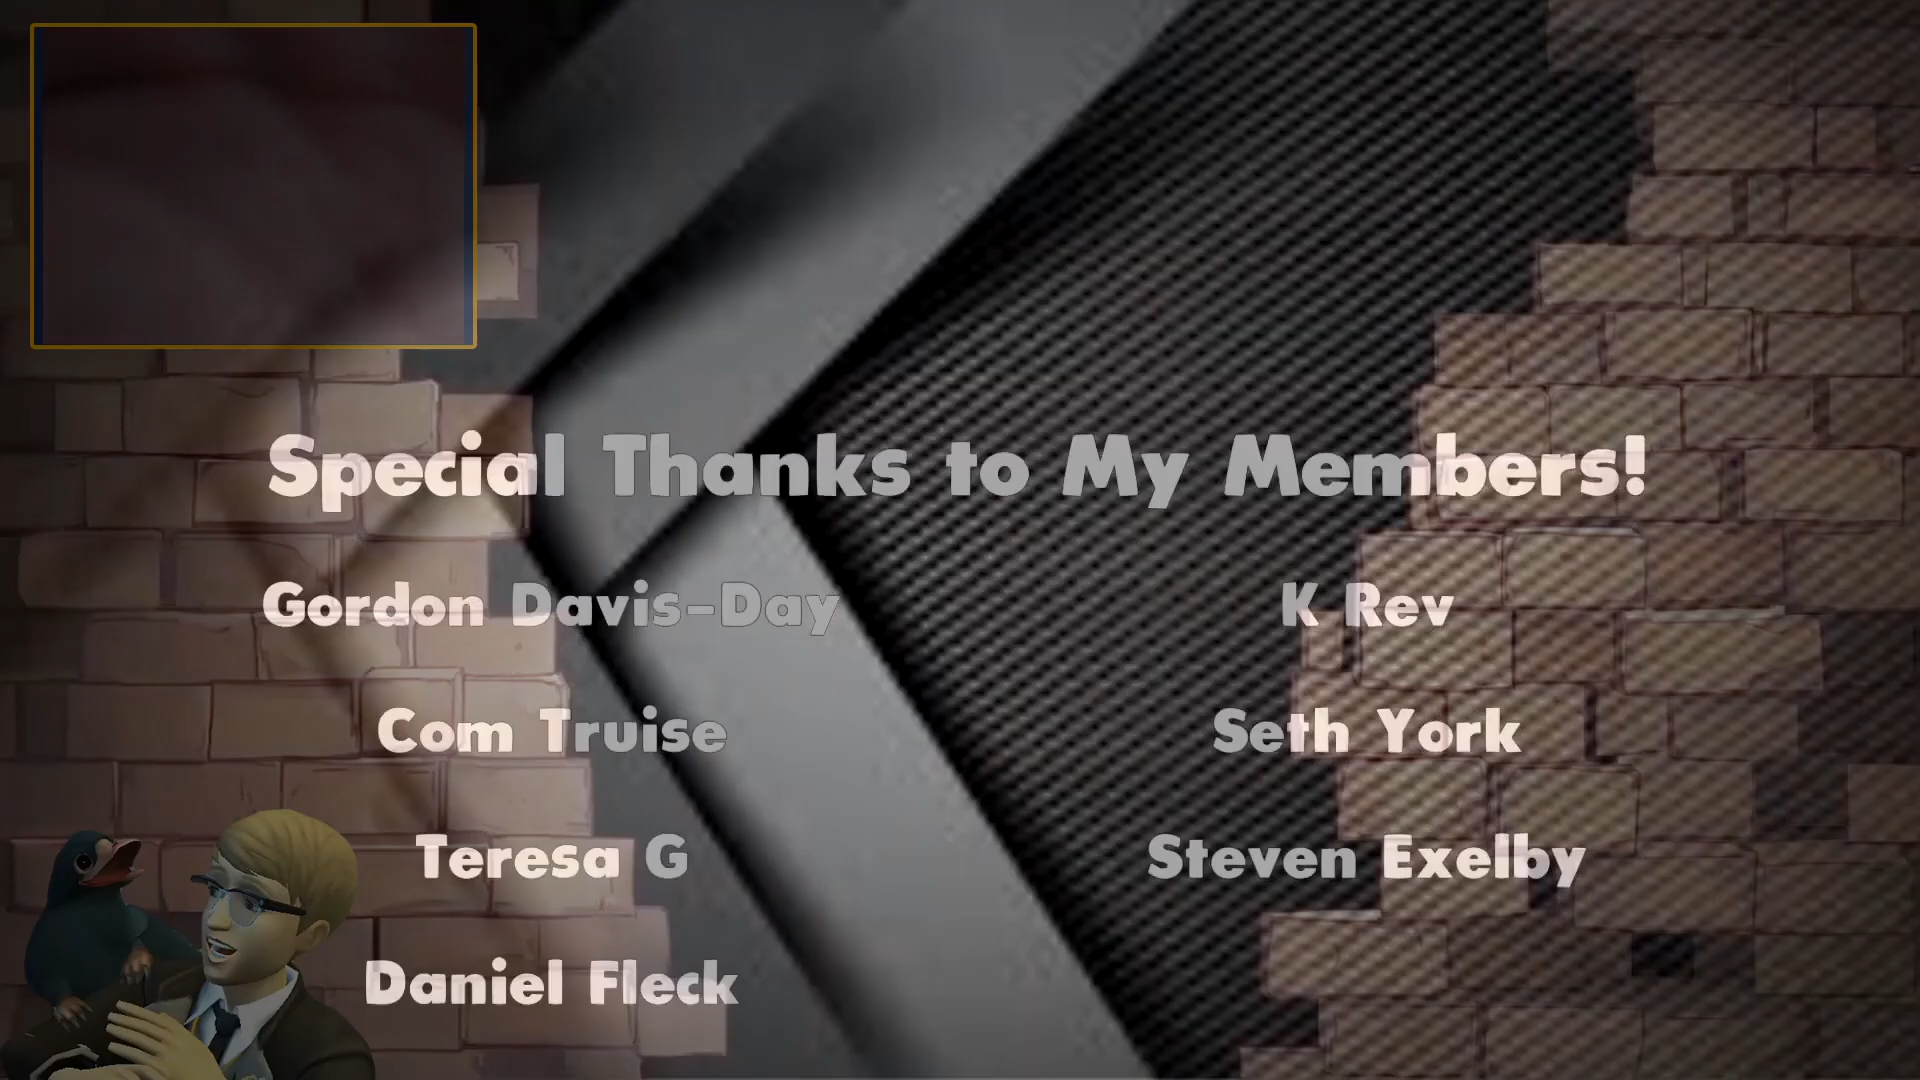 Special Thanks to My Members!
Gordon Davis-Day
K Rev
Com Truise
Seth York
Teresa G
Steven Exelby
Daniel Fleck